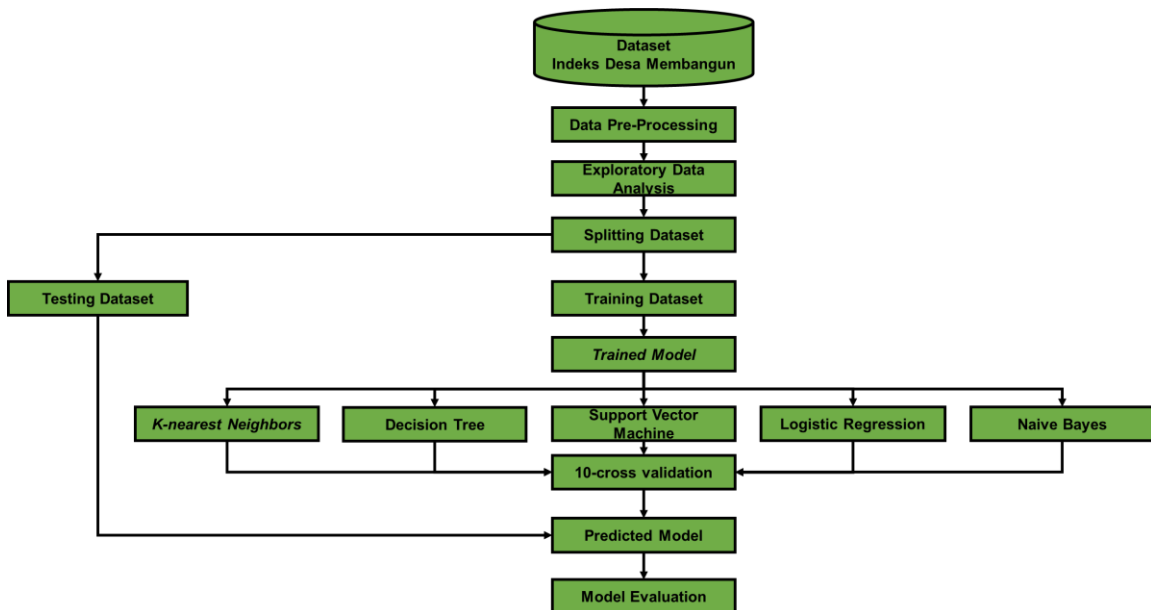 Dataset
Indeks Desa Membangun
Data Pre-Processing
Exploratory Data
Analysis
Splitting Dataset
Testing Dataset
Training Dataset
Trained Model
K-nearest Neighbors
Decision Tree
Support Vector
Machine
Logistic Regression
Naive Bayes
10-cross validation
Predicted Model
Model Evaluation